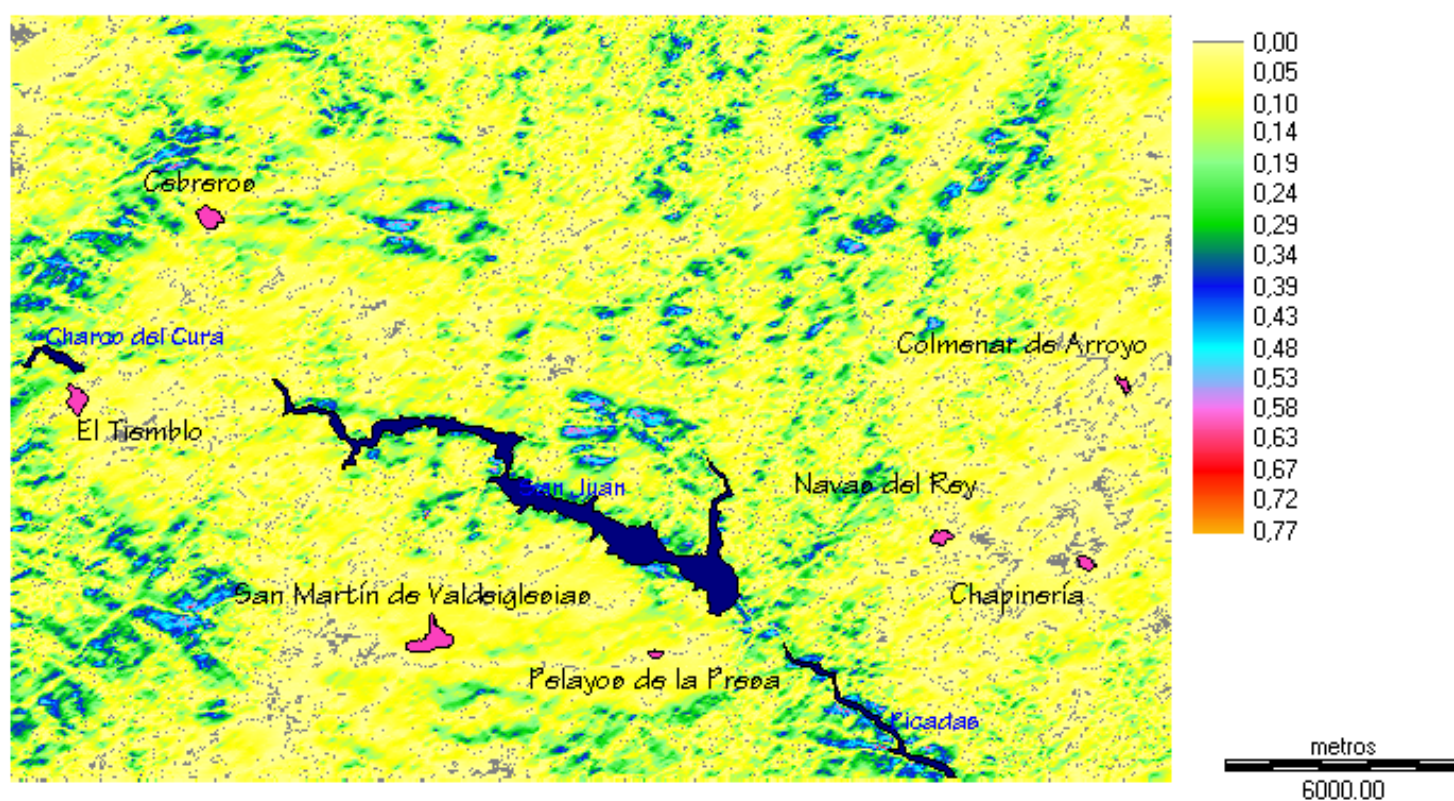 Cebreros
Charco del Cura
El Tiemblo
Colmenar de Arroyo
San Juan
Navas del Rey
San Martín de Valdeiglesias
Chapinería
Pelayos de la Presa
Picadas
0,00
0,05
0,10
0,14
0,19
0,24
0,29
0,34
0,39
0,43
0,48
0,53
0,58
0,63
0,67
0,72
0,77
metros
6000.00